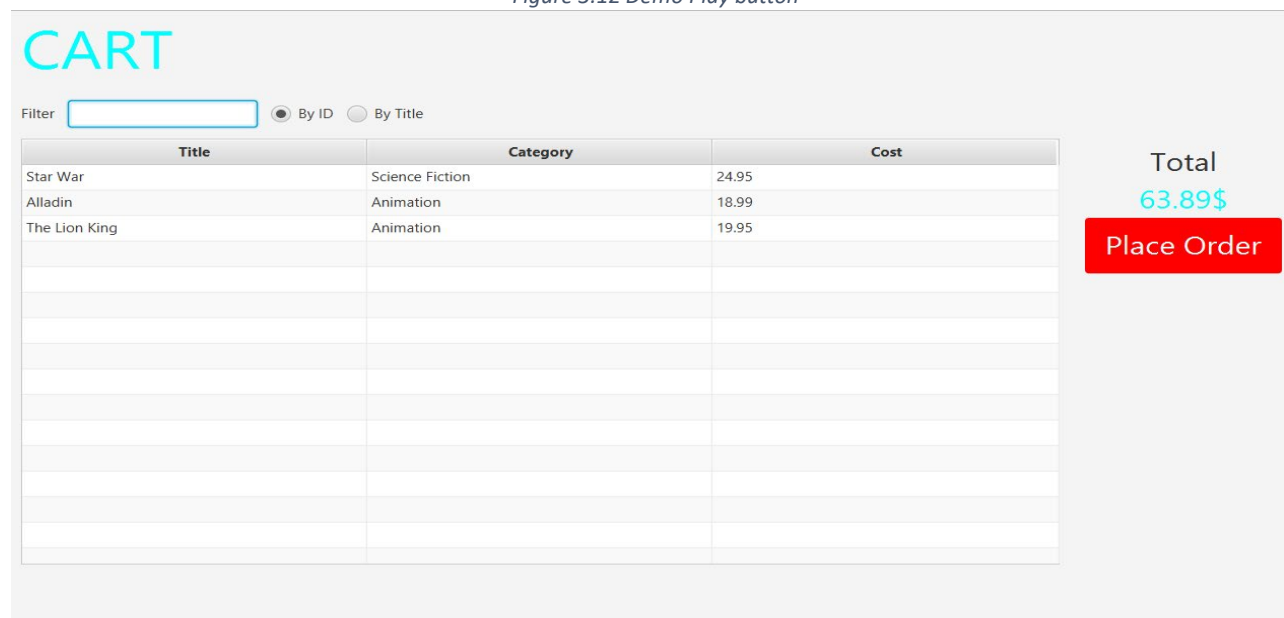 Figure 3.12 Demo Play button
CART
Filter By ID By Title
Title Category Cost
Star War Science Fiction 24.95
Alladin Animation 18.99
The Lion King Animation 19.95
Total
63.89$
Place Order